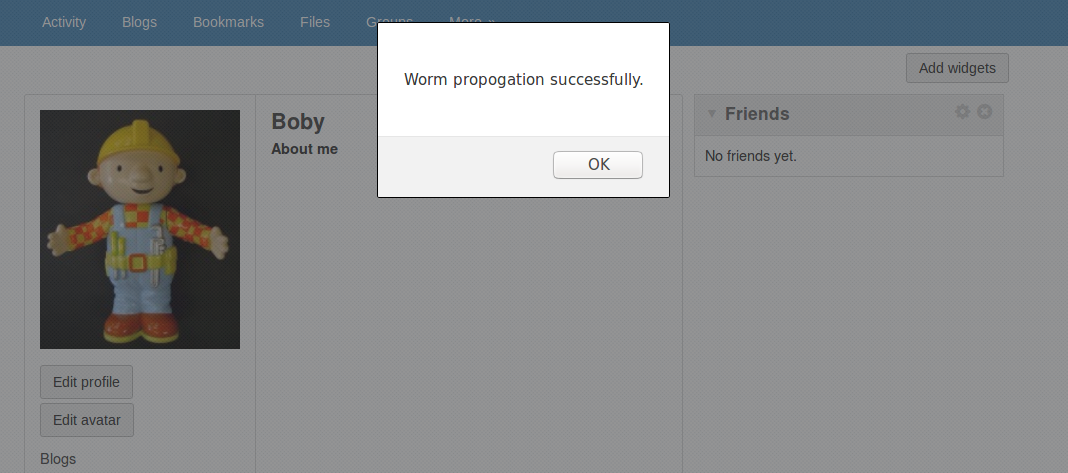 Activity Blogs Bookmarks Files Groups More »
Add widgets
Worm propogation successfully.
OK
Boby
About me
Friends
No friends yet.
Edit profile
Edit avatar
Blogs